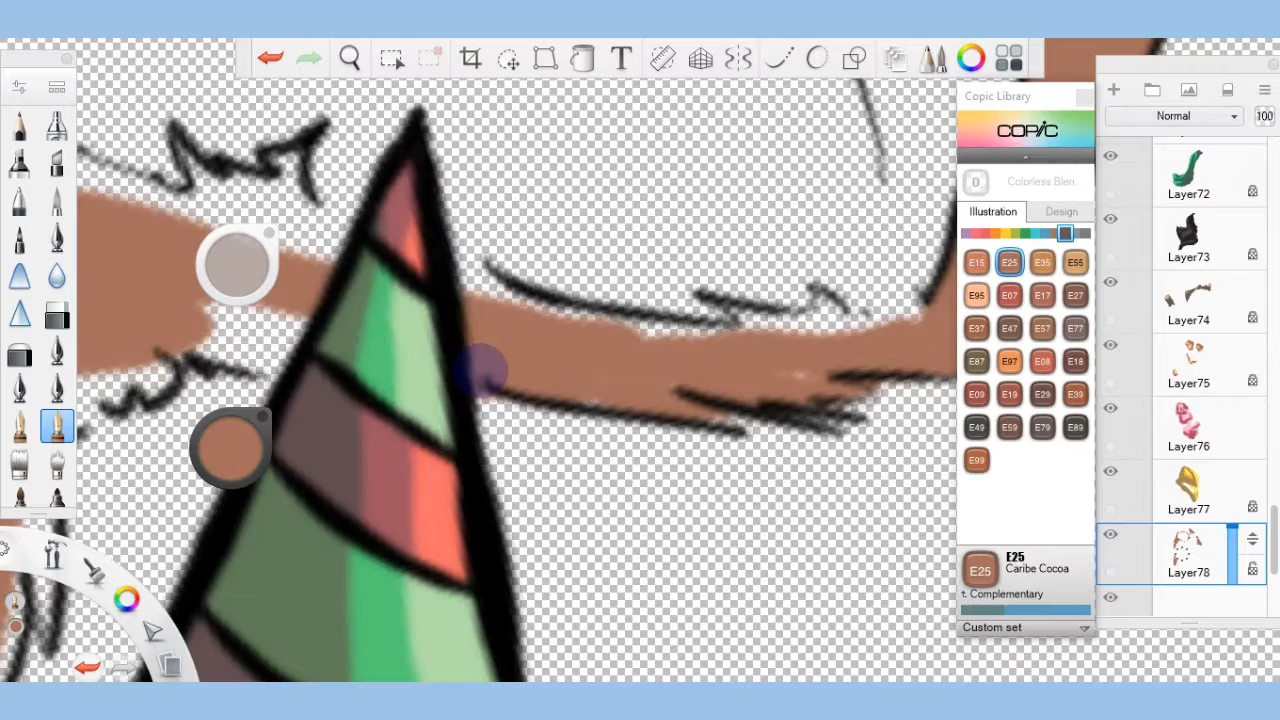 T
Copic Library
COPIC
0 Colorless Blen
Illustration Design
E15 E25 E35 E55
E95 E07 E17 E27
E37 E47 E57 E77
E87 E97 E08 E18
E09 E19 E29 E39
E49 E59 E79 E89
E99
E25
E25
Caribe Cocoa
Complementary
Custom set
Normal 100
Layer72
Layer73
Layer74
Layer75
Layer76
Layer77
Layer78